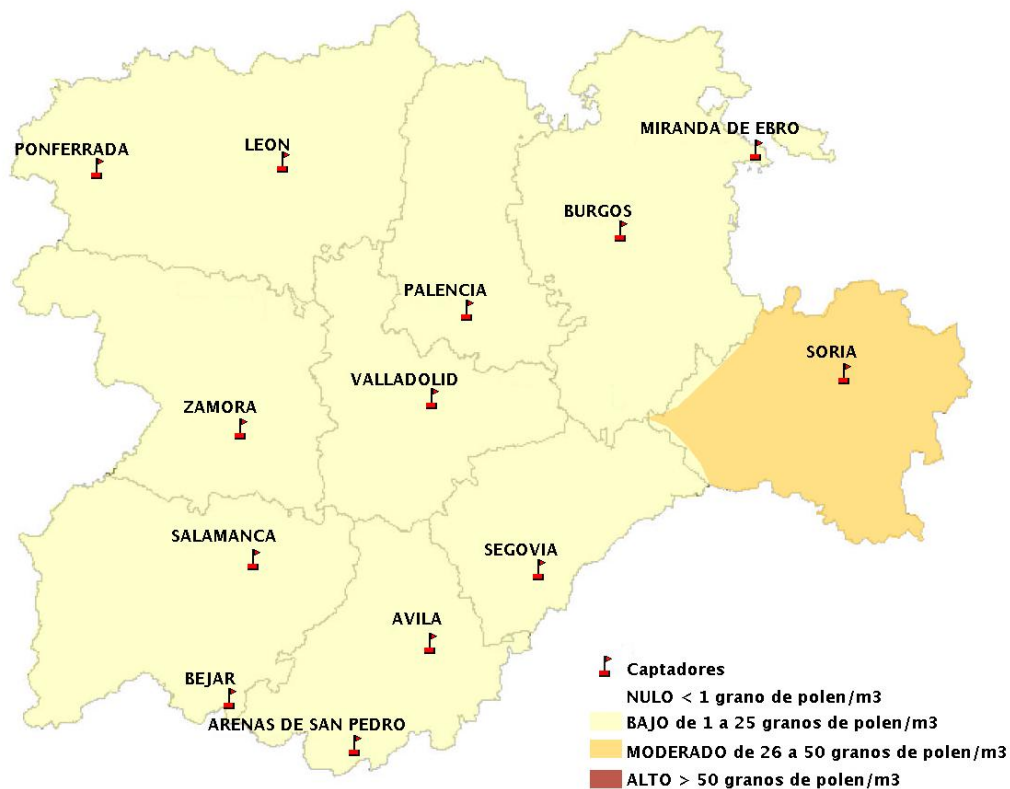 MIRANDA DE EBRO
PONFERRADA
LEON
BURGOS
PALENCIA
SORIA
VALLADOLID
ZAMORA
SALAMANCA
SEGOVIA
AVILA
BEJAR
ARENAS DE SAN PEDRO
Captadores
NULO < 1 grano de polen/m3
BAJO de 1 a 25 granos de polen/m3
MODERADO de 26 a 50 granos de polen/m3
ALTO > 50 granos de polen/m3